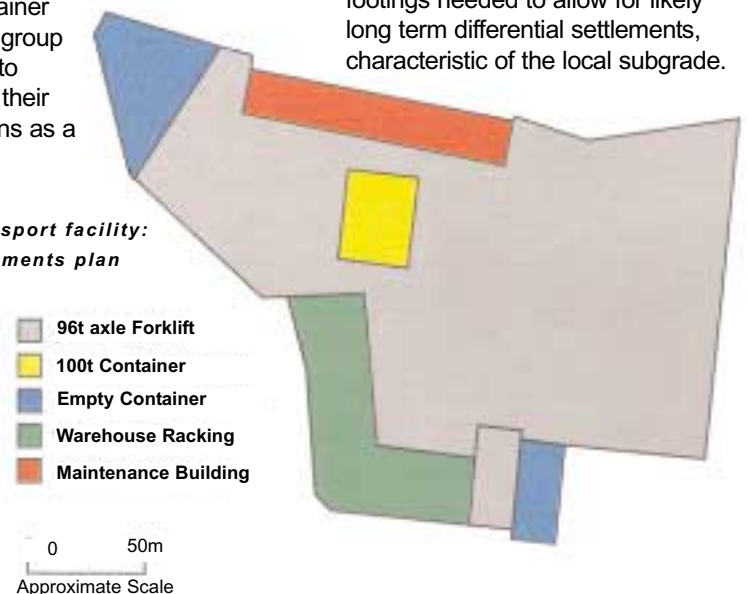 ainer
group
to
their
ns as a
footings needed to allow for likely
long term differential settlements,
characteristic of the local subgrade.
sport facility:
ments plan
96t axle Forklift
100t Container
Empty Container
Warehouse Racking
Maintenance Building
0 50m
Approximate Scale